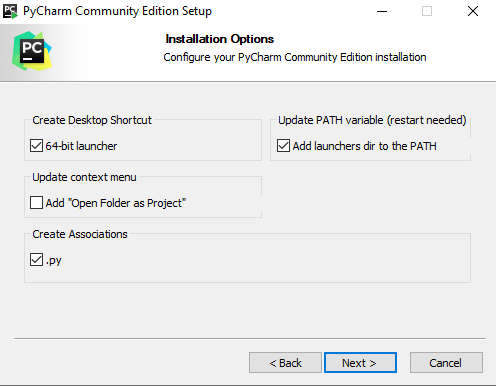 PyCharm Community Edition Setup
PC
Installation Options
Configure your PyCharm Community Edition installation
Create Desktop Shortcut
64-bit launcher
Update PATH variable (restart needed)
Add launchers dir to the PATH
Update context menu
Add "Open Folder as Project"
Create Associations
.py
< Back
Next >
Cancel